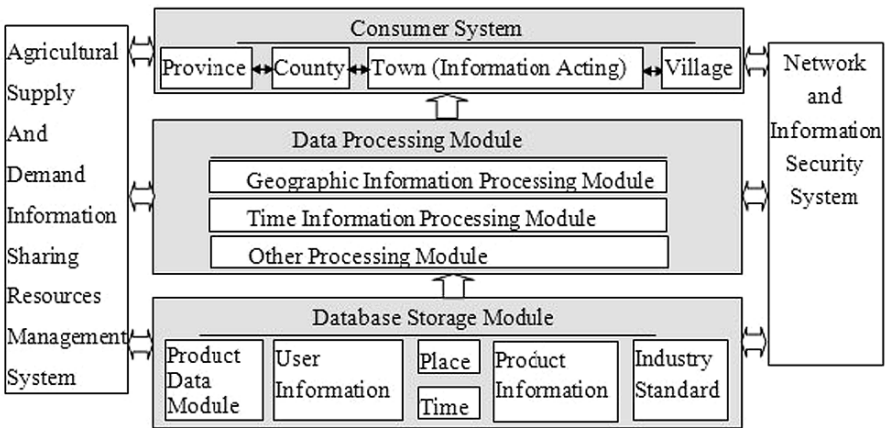 Agricultural
Supply
And
Demand
Information
Sharing
Resources
Management
System
Consumer System
Province
County
Town (Information Acting)
Village
Data Processing Module
Geographic Information Processing Module
Time Information Processing Module
Other Processing Module
Database Storage Module
Product
Data
Module
User
Information
Place
Time
Product
Information
Industry
Standard
Network
and
Information
Security
System